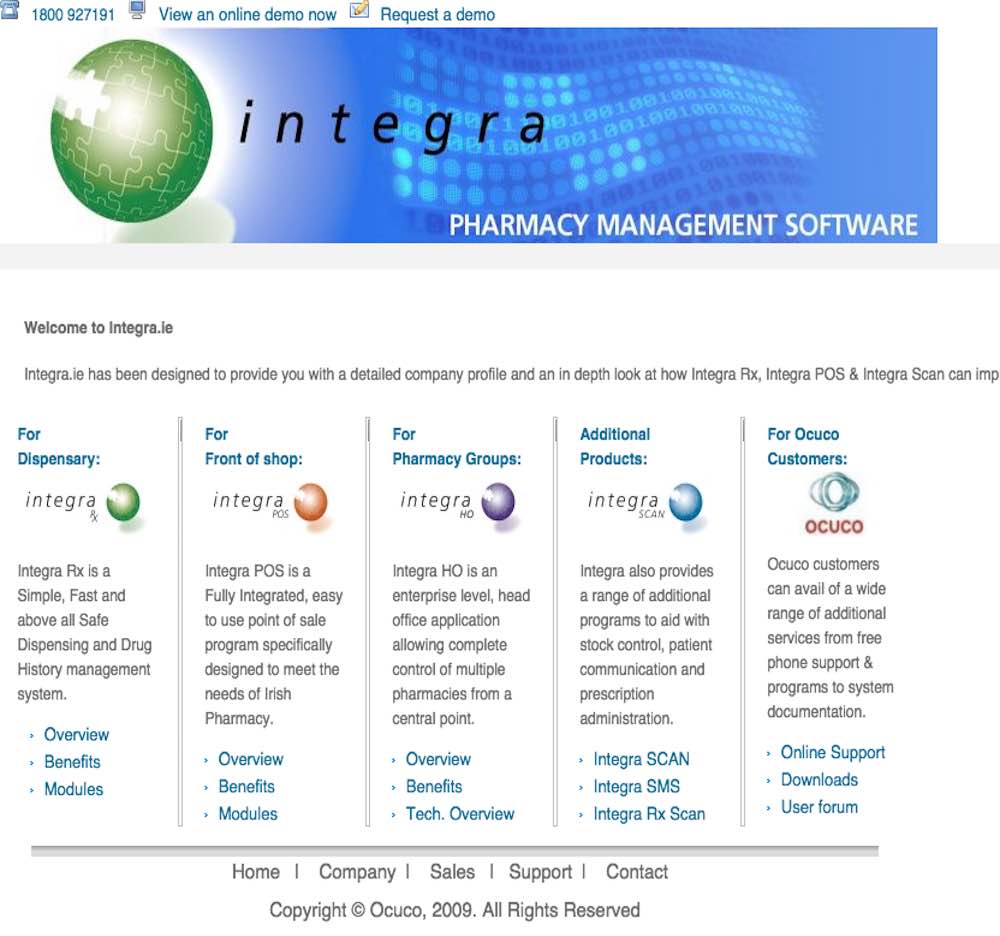 1800 927191 View an online demo now Request a demo
integra
PHARMACY MANAGEMENT SOFTWARE
Welcome to Integra.ie
Integra.ie has been designed to provide you with a detailed company profile and an in depth look at how Integra Rx, Integra POS & Integra Scan can imp
For
Dispensary:
integra
Rx
Integra Rx is a
Simple, Fast and
above all Safe
Dispensing and Drug
History management
system.
› Overview
› Benefits
› Modules
For
Front of shop:
integra
POS
Integra POS is a
Fully Integrated, easy
to use point of sale
program specifically
designed to meet the
needs of Irish
Pharmacy.
› Overview
› Benefits
› Modules
For
Pharmacy Groups:
integra
HO
Integra HO is an
enterprise level, head
office application
allowing complete
control of multiple
pharmacies from a
central point.
› Overview
› Benefits
› Tech. Overview
Additional
Products:
integra
SCAN
Integra also provides
a range of additional
programs to aid with
stock control, patient
communication and
prescription
administration.
› Integra SCAN
› Integra SMS
› Integra Rx Scan
For Ocuco
Customers:
OCUCO
Ocuco customers
can avail of a wide
range of additional
services from free
phone support &
programs to system
documentation.
› Online Support
› Downloads
› User forum
Home | Company | Sales | Support | Contact
Copyright © Ocuco, 2009. All Rights Reserved